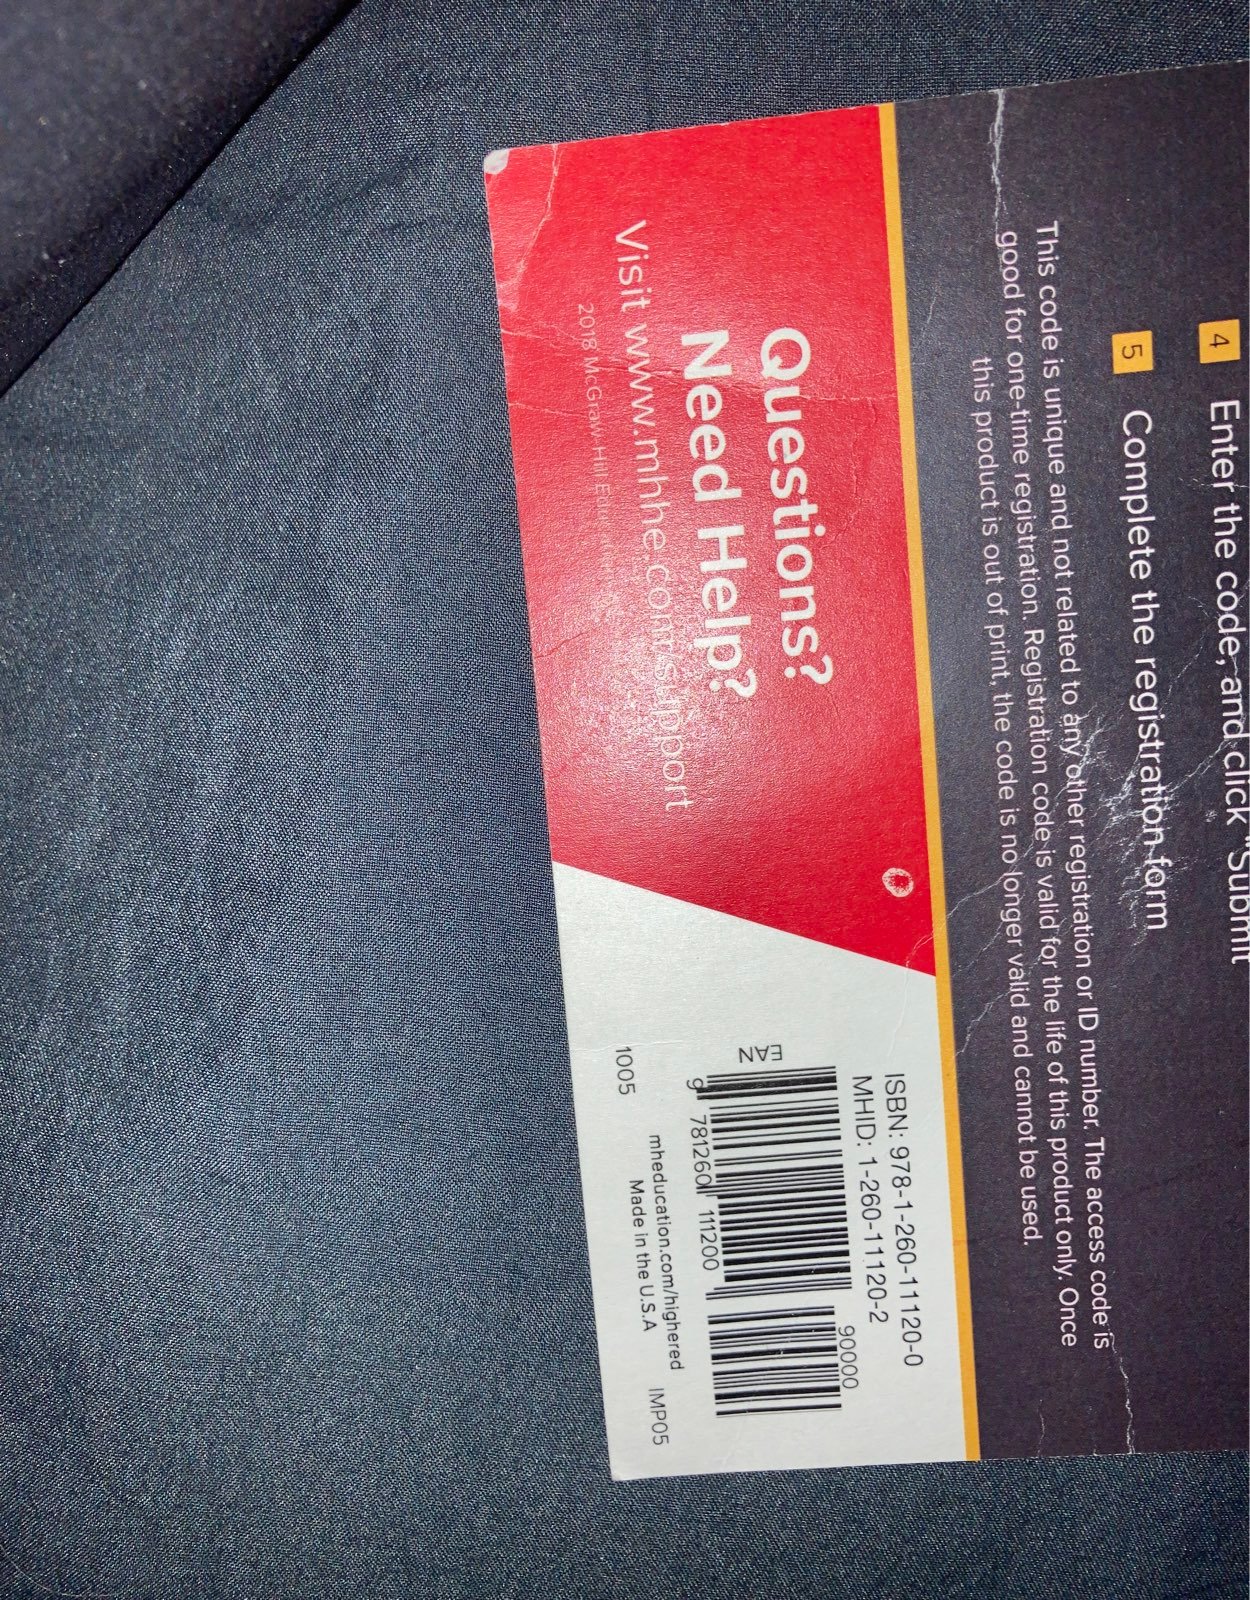 4 Enter the code, and click "Submit
5 Complete the registration form
This code is unique and not related to any other registration or ID number. The access code is
good for one-time registration. Registration code is valid for the life of this product only. Once
this product is out of print, the code is no longer valid and cannot be used.
Questions?
Need Help?
Visit www.mhhe.com/support
2018 McGraw-Hill Education
ISBN: 978-1-260-11120-0
MHID: 1-260-11120-2
90000
EAN
9 781260 111200
mheducation.com/highered
1005 Made in the U.S.A IMP05